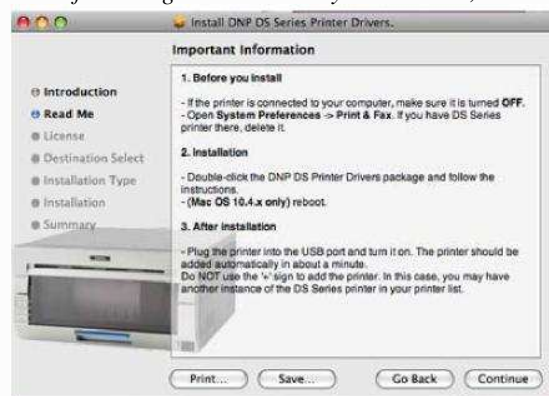 Install DNP DS Series Printer Drivers.
Important Information
Introduction
Read Me
License
Destination Select
Installation Type
Installation
Summary
1. Before you install
- If the printer is connected to your computer, make sure it is turned OFF.
- Open System Preferences -> Print & Fax. If you have DS Series
printer there, delete it.
2. Installation
- Double-click the DNP DS Printer Drivers package and follow the
instructions.
- (Mac OS 10.4.x only) reboot.
3. After installation
- Plug the printer into the USB port and turn it on. The printer should be
added automatically in about a minute.
Do NOT use the '+' sign to add the printer. In this case, you may have
another instance of the DS Series printer in your printer list.
Print...
Save...
Go Back
Continue